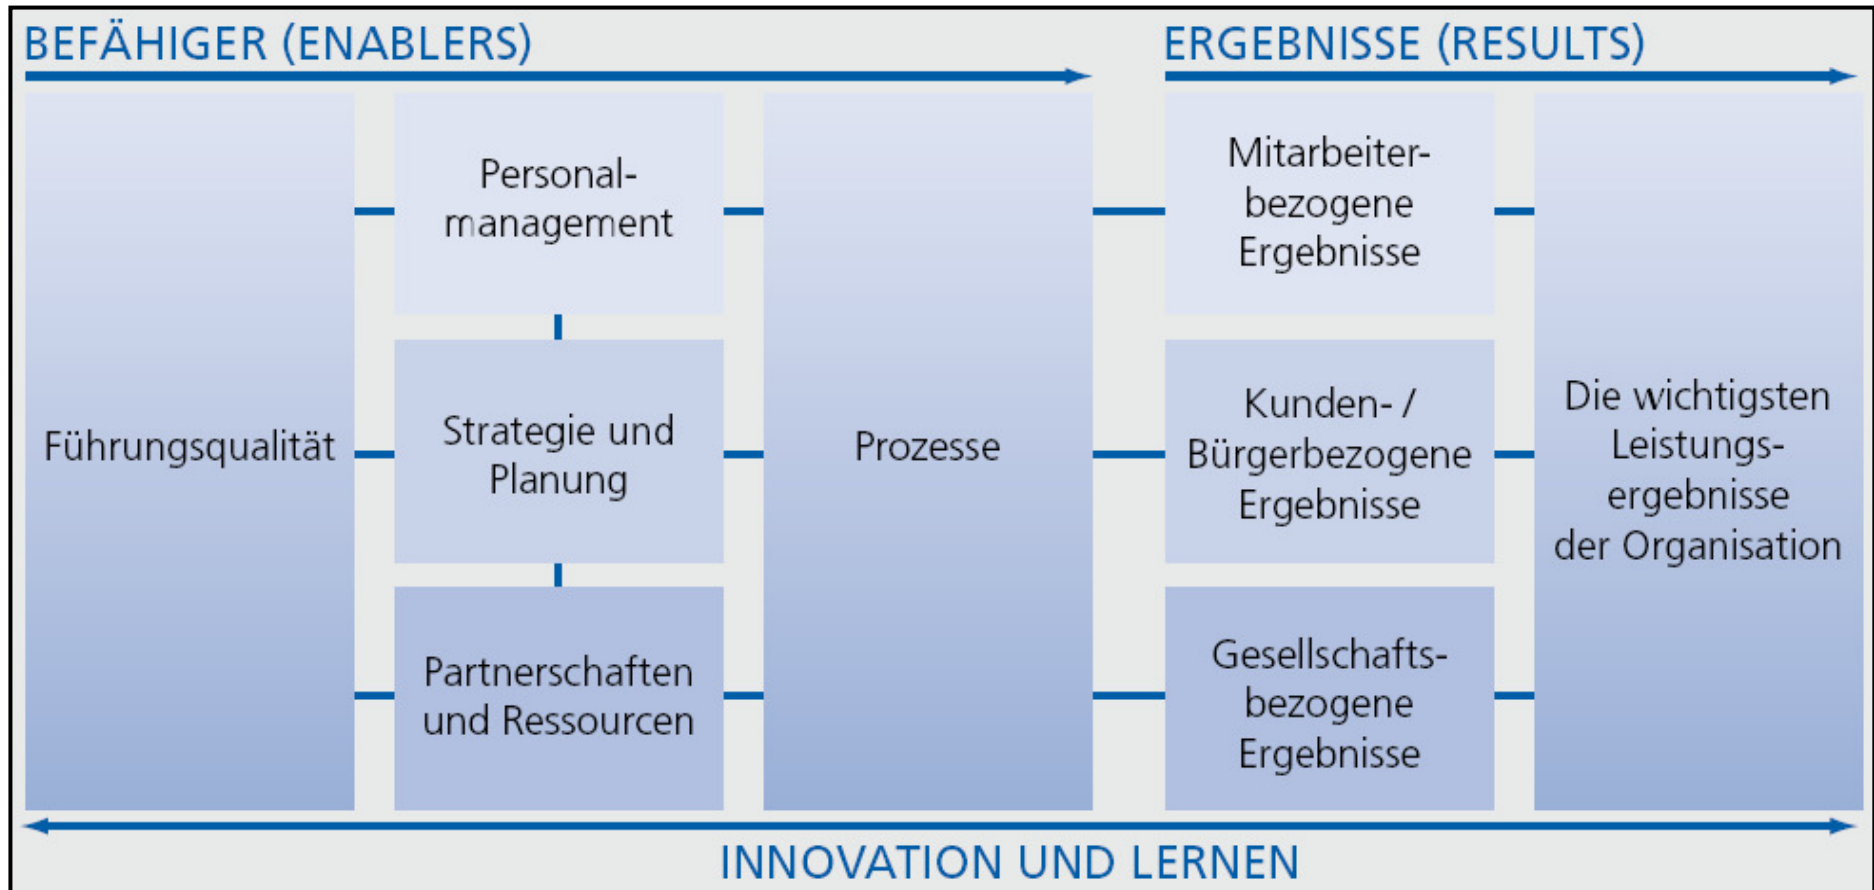 BEFÄHIGER (ENABLERS)
ERGEBNISSE (RESULTS)
Führungsqualität
Personal-
management
Strategie und
Planung
Partnerschaften
und Ressourcen
Prozesse
Mitarbeiter-
bezogene
Ergebnisse
Kunden- /
Bürgerbezogene
Ergebnisse
Gesellschafts-
bezogene
Ergebnisse
Die wichtigsten
Leistungs-
ergebnisse
der Organisation
INNOVATION UND LERNEN